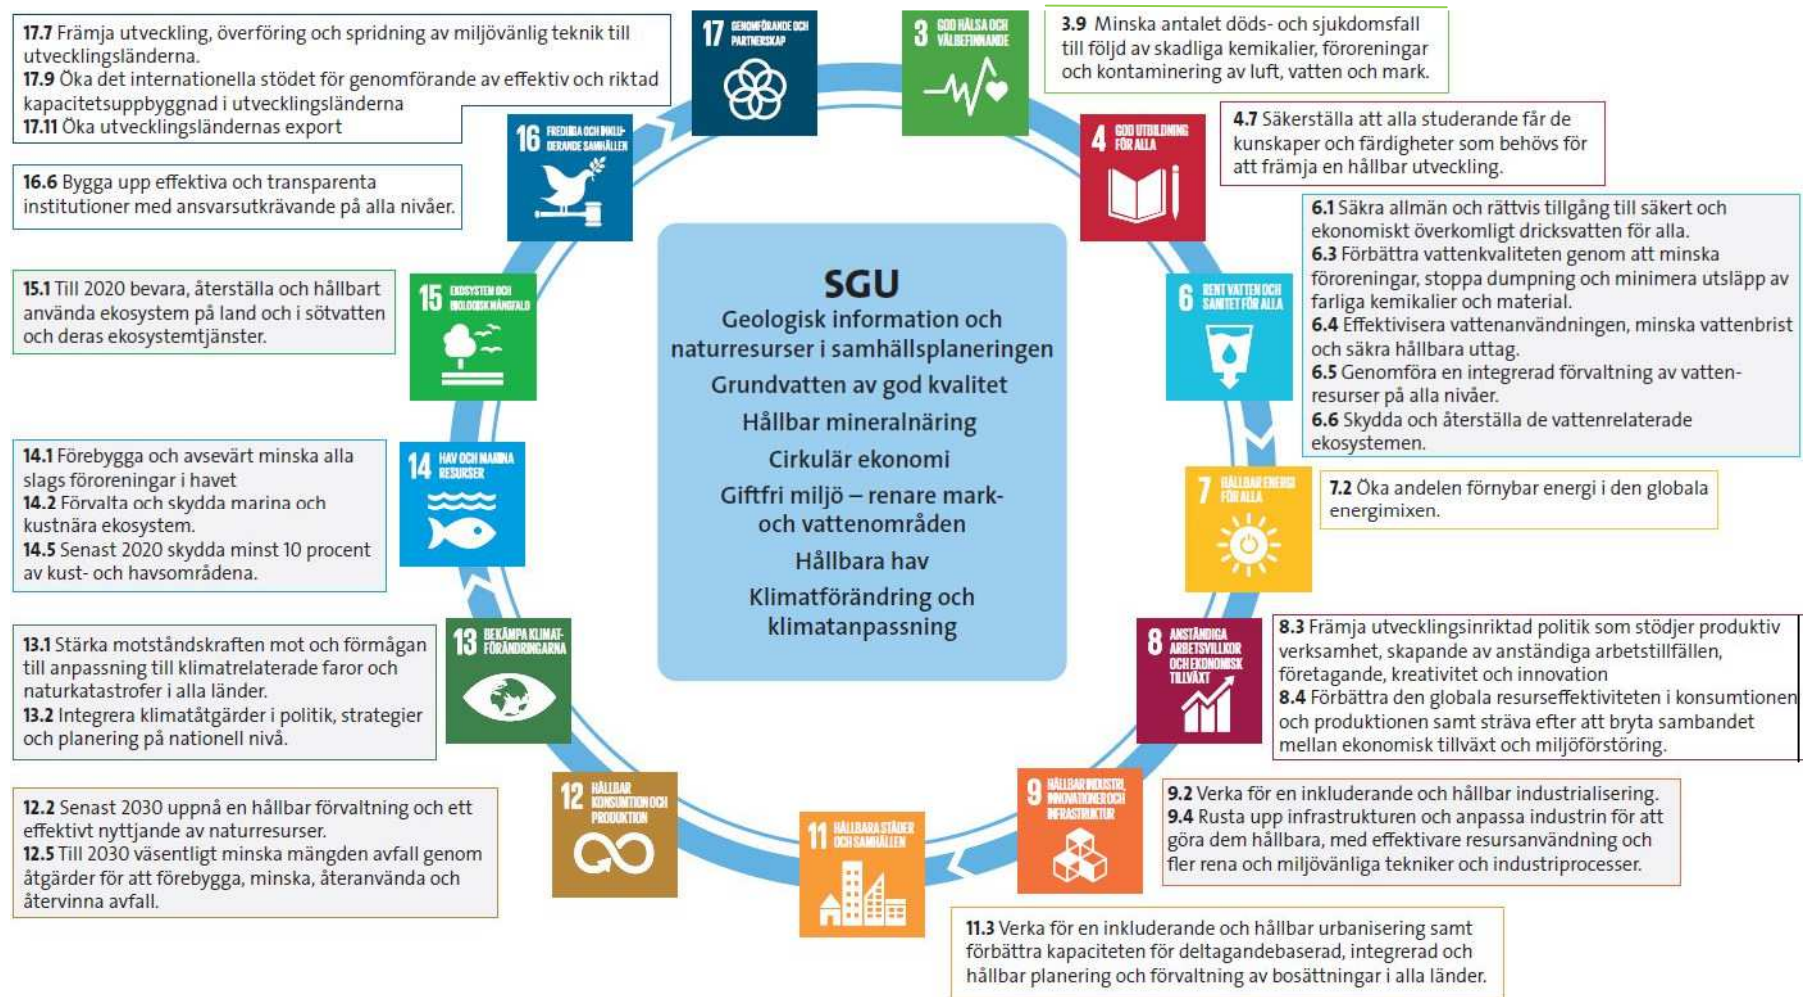 17.7 Främja utveckling, överföring och spridning av miljövänlig teknik till
utvecklingsländerna.
17.9 Öka det internationella stödet för genomförande av effektiv och riktad
kapacitetsuppbyggnad i utvecklingsländerna
17.11 Öka utvecklingsländernas export
17 GENOMFÖRANDE OCH
PARTNERSKAP
3 GOD HÄLSA OCH
VÄLBEFINNANDE
3.9 Minska antalet döds- och sjukdomsfall
till följd av skadliga kemikalier, föroreningar
och kontaminering av luft, vatten och mark.
16 FREDLIGA OCH INKLU-
DERANDE SAMHÄLLEN
4 GOD UTBILDNING
FÖR ALLA
4.7 Säkerställa att alla studerande får de
kunskaper och färdigheter som behövs för
att främja en hållbar utveckling.
16.6 Bygga upp effektiva och transparenta
institutioner med ansvarsutkrävande på alla nivåer.
6.1 Säkra allmän och rättvis tillgång till säkert och
ekonomiskt överkomligt dricksvatten för alla.
6.3 Förbättra vattenkvaliteten genom att minska
föroreningar, stoppa dumpning och minimera utsläpp av
farliga kemikalier och material.
6.4 Effektivisera vattenanvändningen, minska vattenbrist
och säkra hållbara uttag.
6.5 Genomföra en integrerad förvaltning av vatten-
resurser på alla nivåer.
6.6 Skydda och återställa de vattenrelaterade
ekosystemen.
15.1 Till 2020 bevara, återställa och hållbart
använda ekosystem på land och i sötvatten
och deras ekosystemtjänster.
15 EKOSYSTEM OCH
BIOLOGISK MÅNGFALD
6 RENT VATTEN OCH
SANITET FÖR ALLA
SGU
Geologisk information och
naturresurser i samhällsplaneringen
Grundvatten av god kvalitet
Hållbar mineralnäring
Cirkulär ekonomi
Giftfri miljö – renare mark-
och vattenområden
Hållbara hav
Klimatförändring och
klimatanpassning
14.1 Förebygga och avsevärt minska alla
slags föroreningar i havet
14.2 Förvalta och skydda marina och
kustnära ekosystem.
14.5 Senast 2020 skydda minst 10 procent
av kust- och havsområdena.
14 HAV OCH MARINA
RESURSER
7 HÅLLBAR ENERGI
FÖR ALLA
7.2 Öka andelen förnybar energi i den globala
energimixen.
13.1 Stärka motståndskraften mot och förmågan
till anpassning till klimatrelaterade faror och
naturkatastrofer i alla länder.
13.2 Integrera klimatåtgärder i politik, strategier
och planering på nationell nivå.
13 BEKÄMPA KLIMAT-
FÖRÄNDRINGARNA
8 ANSTÄNDIGA
ARBETSVILLKOR
OCH EKONOMISK
TILLVÄXT
8.3 Främja utvecklingsinriktad politik som stödjer produktiv
verksamhet, skapande av anständiga arbetstillfällen,
företagande, kreativitet och innovation
8.4 Förbättra den globala resurseffektiviteten i konsumtionen
och produktionen samt sträva efter att bryta sambandet
mellan ekonomisk tillväxt och miljöförstöring.
12.2 Senast 2030 uppnå en hållbar förvaltning och ett
effektivt nyttjande av naturresurser.
12.5 Till 2030 väsentligt minska mängden avfall genom
åtgärder för att förebygga, minska, återanvända och
återvinna avfall.
12 HÅLLBAR
KONSUMTION OCH
PRODUKTION
11 HÅLLBARA STÄDER
OCH SAMHÄLLEN
9 HÅLLBAR INDUSTRI,
INNOVATIONER OCH
INFRASTRUKTUR
9.2 Verka för en inkluderande och hållbar industrialisering.
9.4 Rusta upp infrastrukturen och anpassa industrin för att
göra dem hållbara, med effektivare resursanvändning och
fler rena och miljövänliga tekniker och industriprocesser.
11.3 Verka för en inkluderande och hållbar urbanisering samt
förbättra kapaciteten för deltagandebaserad, integrerad och
hållbar planering och förvaltning av bosättningar i alla länder.